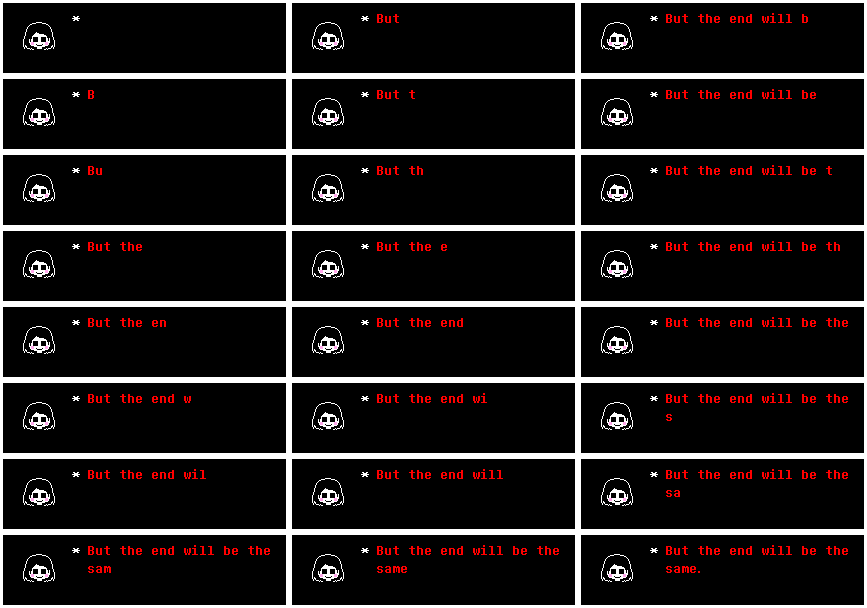 *
* But
* But the end will b
* B
* But t
* But the end will be
* Bu
* But th
* But the end will be t
* But the
* But the e
* But the end will be th
* But the en
* But the end
* But the end will be the
* But the end w
* But the end wi
* But the end will be the
s
* But the end wil
* But the end will
* But the end will be the
sa
* But the end will be the
sam
* But the end will be the
same
* But the end will be the
same.